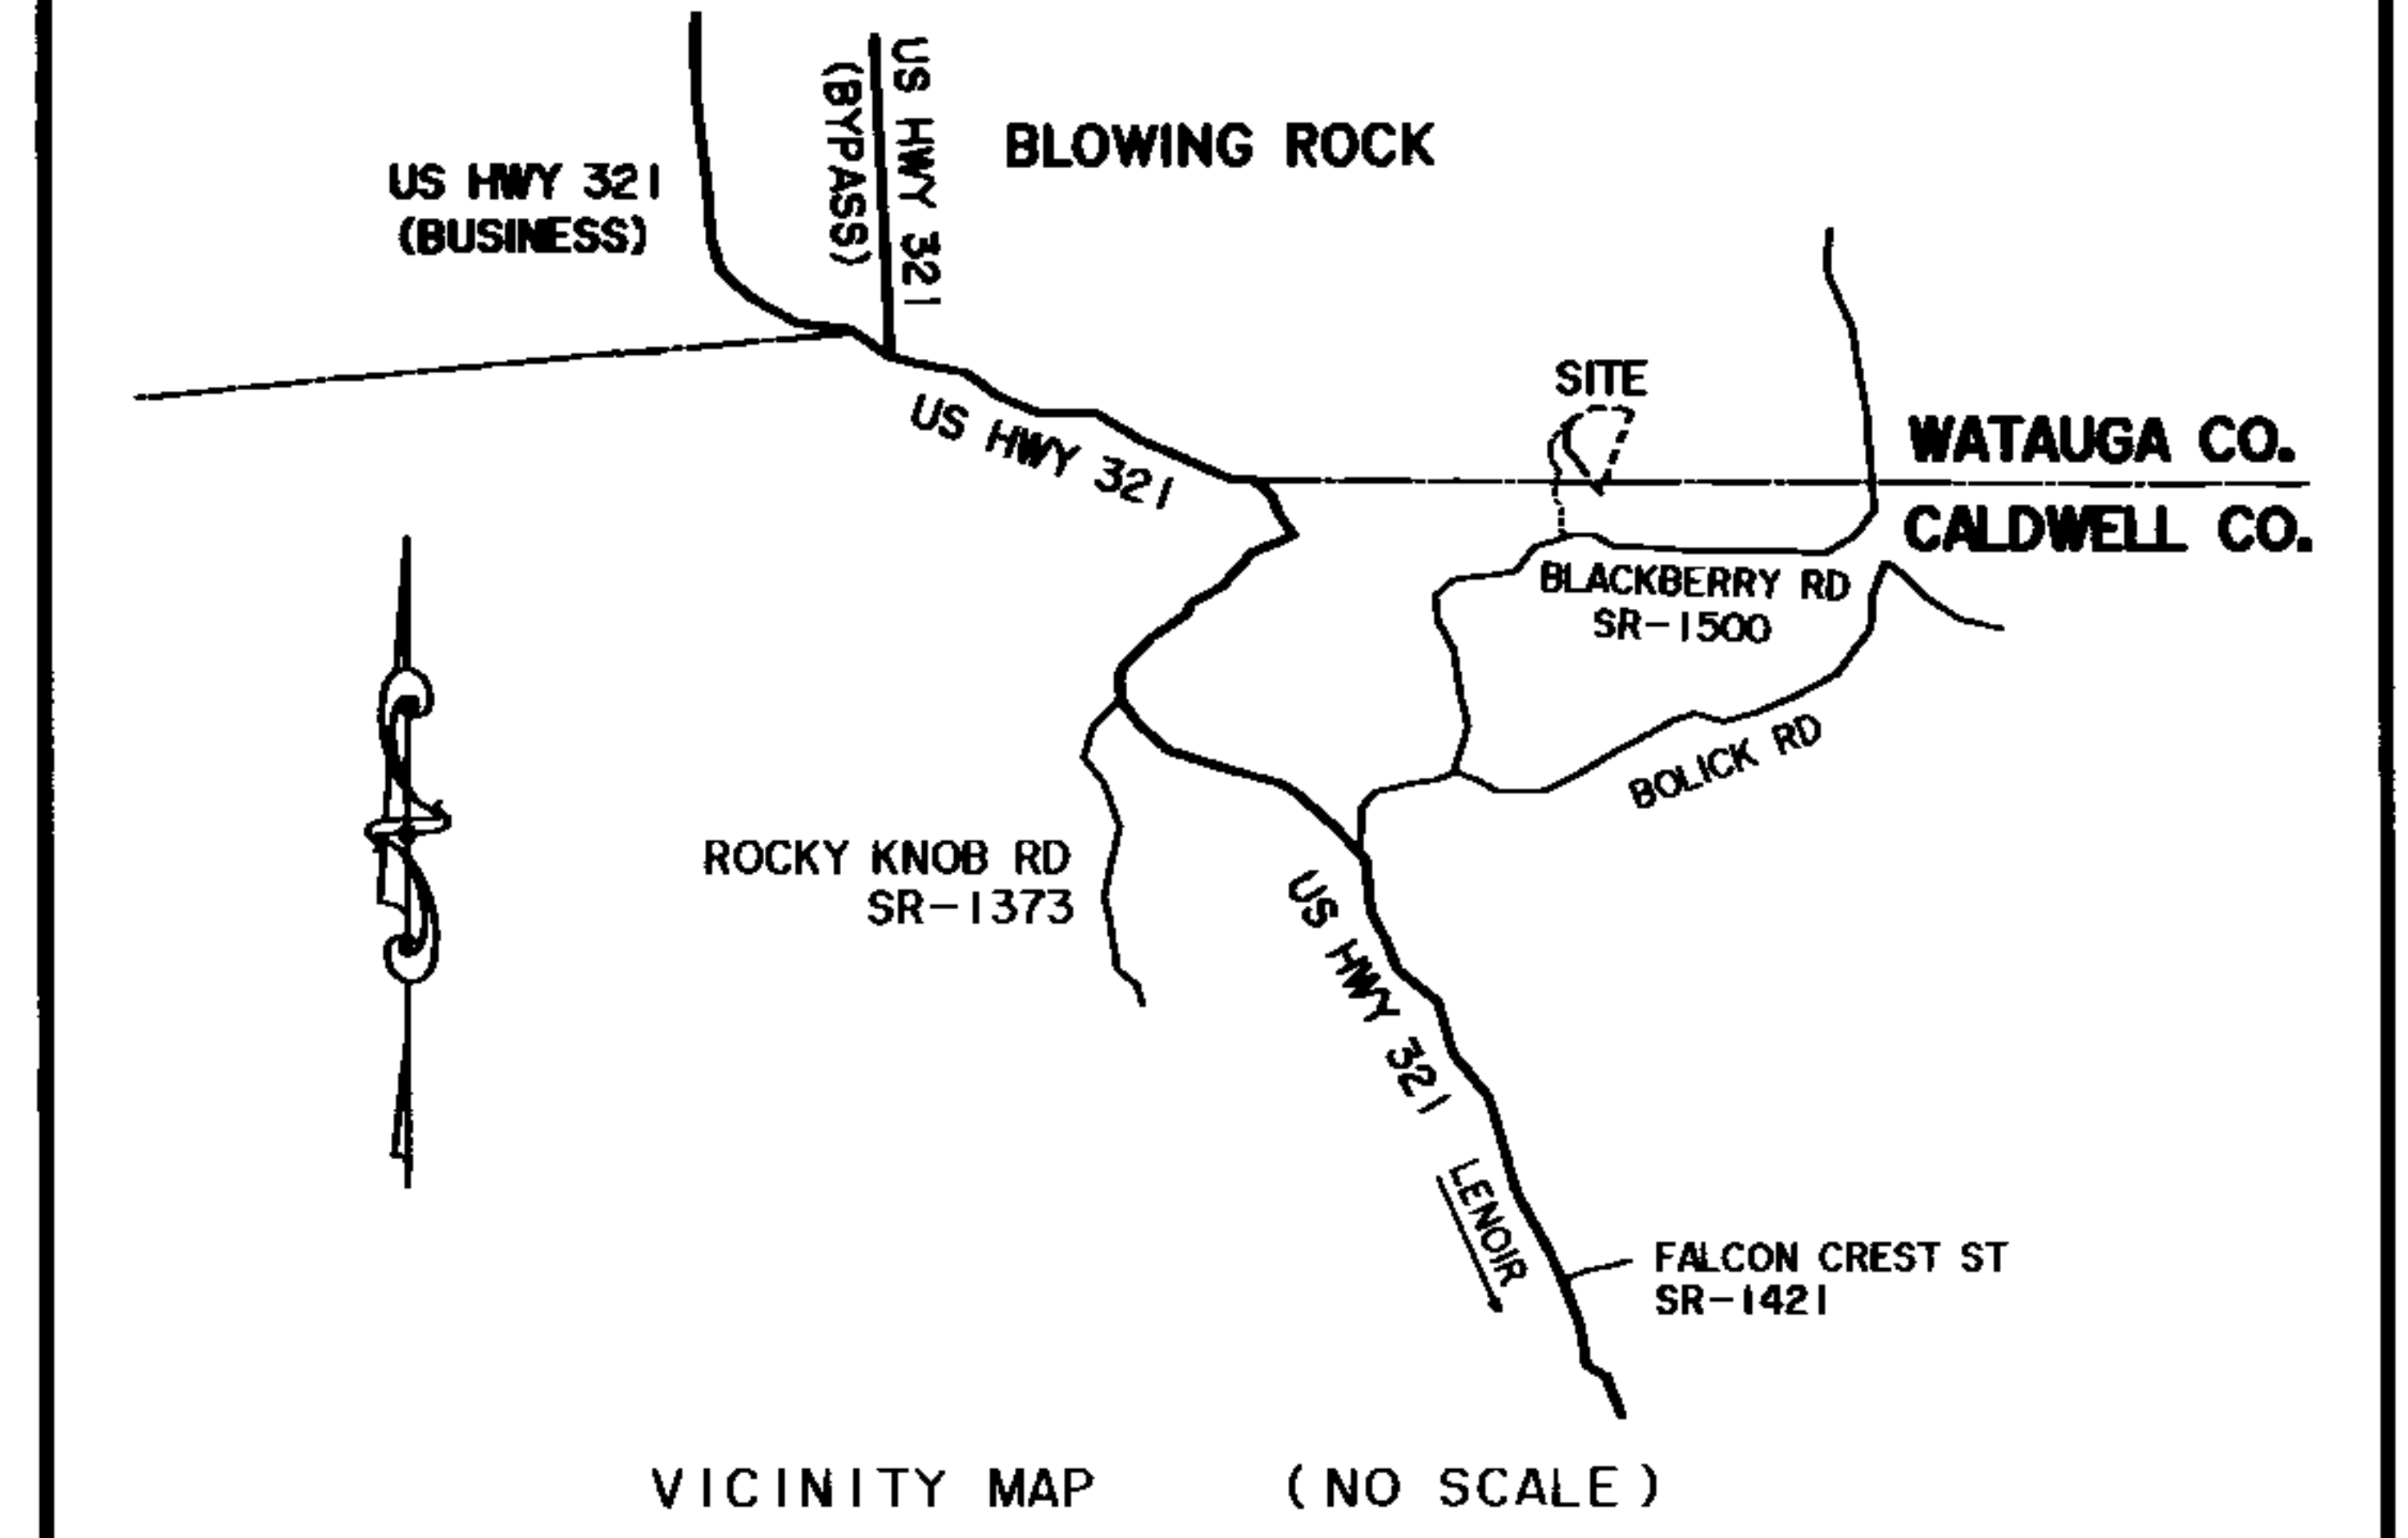 US HWY 321
(BYPASS)
BLOWING ROCK
US HWY 321
(BUSINESS)
SITE
US HWY 321
WATAUGA CO.
CALDWELL CO.
BLACKBERRY RD
SR-1500
BOLICK RD
ROCKY KNOB RD
SR-1373
US HWY 321
LENOIR
FALCON CREST ST
SR-1421
VICINITY MAP (NO SCALE)